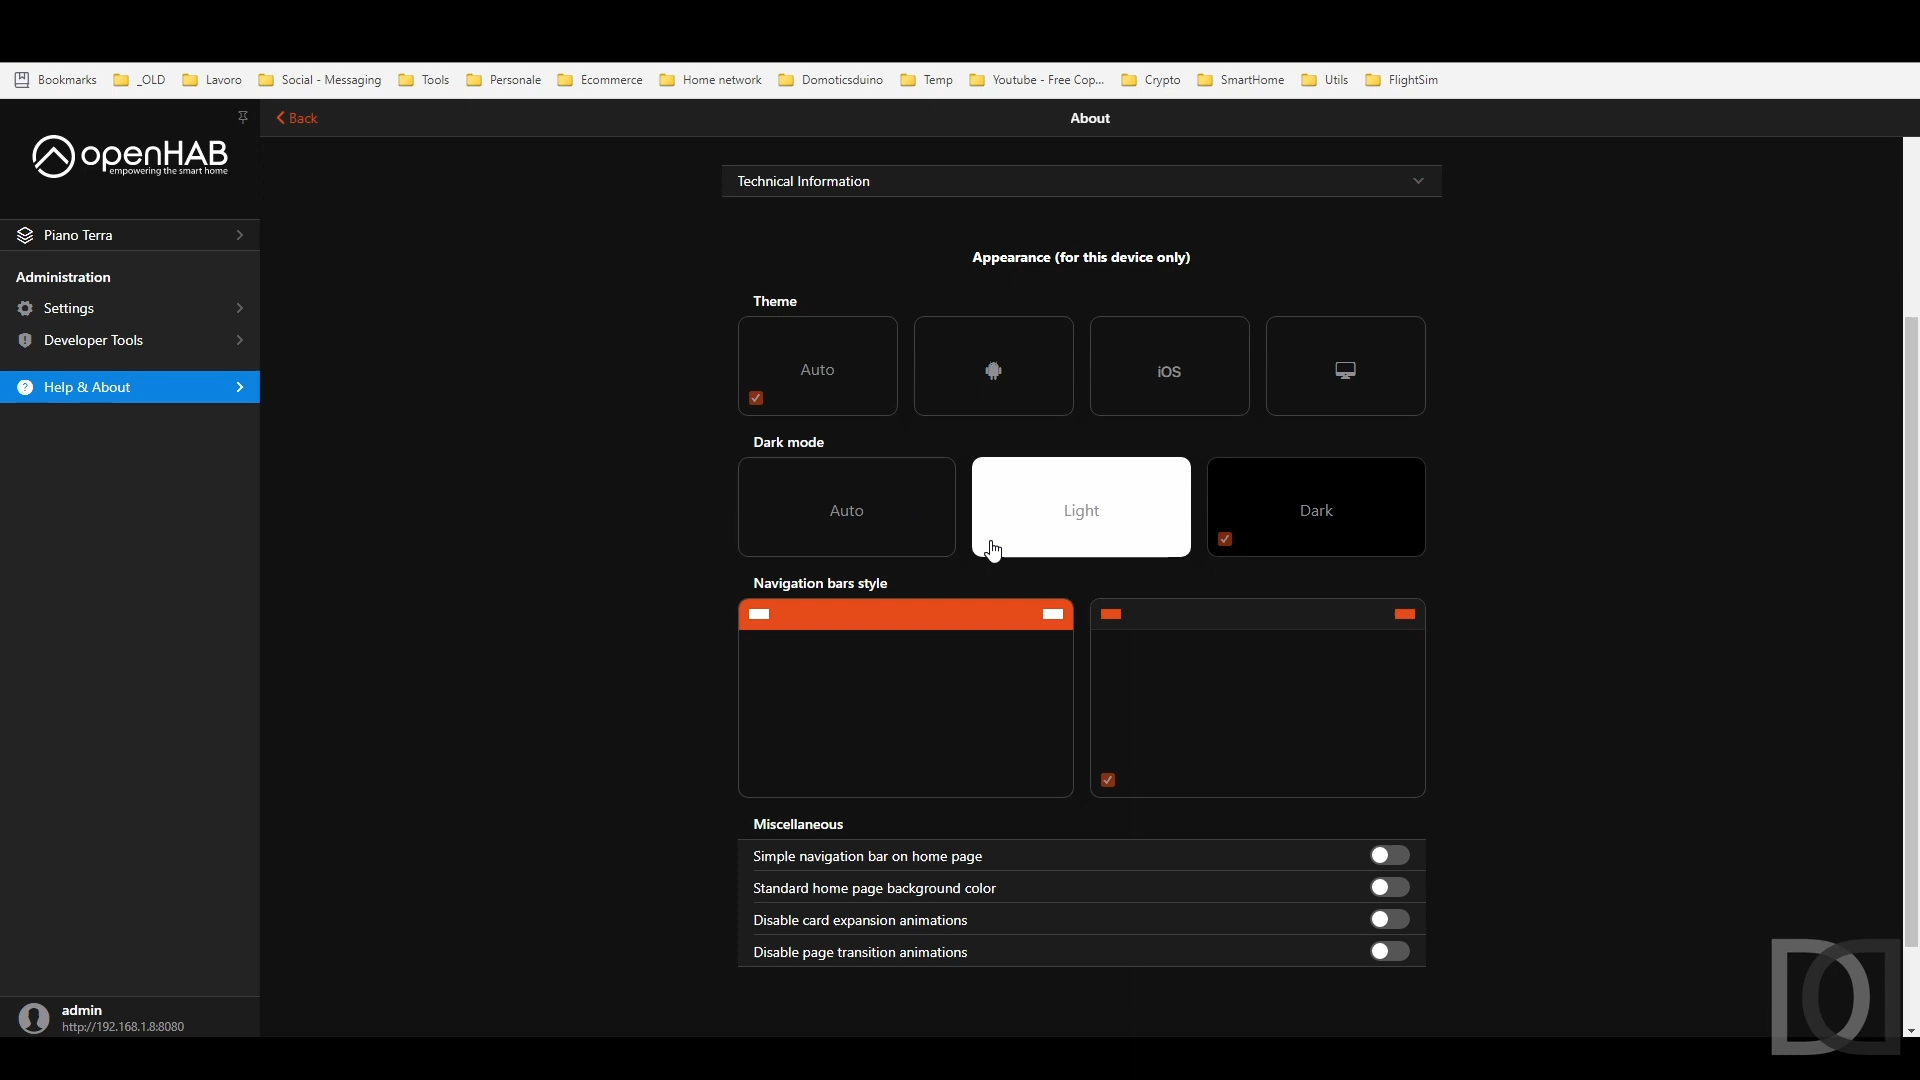 Bookmarks _OLD Lavoro Social - Messaging Tools Personale Ecommerce Home network Domoticsduino Temp Youtube - Free Cop... Crypto SmartHome Utils FlightSim
Back
About
openHAB
empowering the smart home
Piano Terra
Administration
Settings
Developer Tools
Help & About
Technical Information
Appearance (for this device only)
Theme
Auto
iOS
Dark mode
Auto
Light
Dark
Navigation bars style
Miscellaneous
Simple navigation bar on home page
Standard home page background color
Disable card expansion animations
Disable page transition animations
admin
http://192.168.1.8:8080
DD